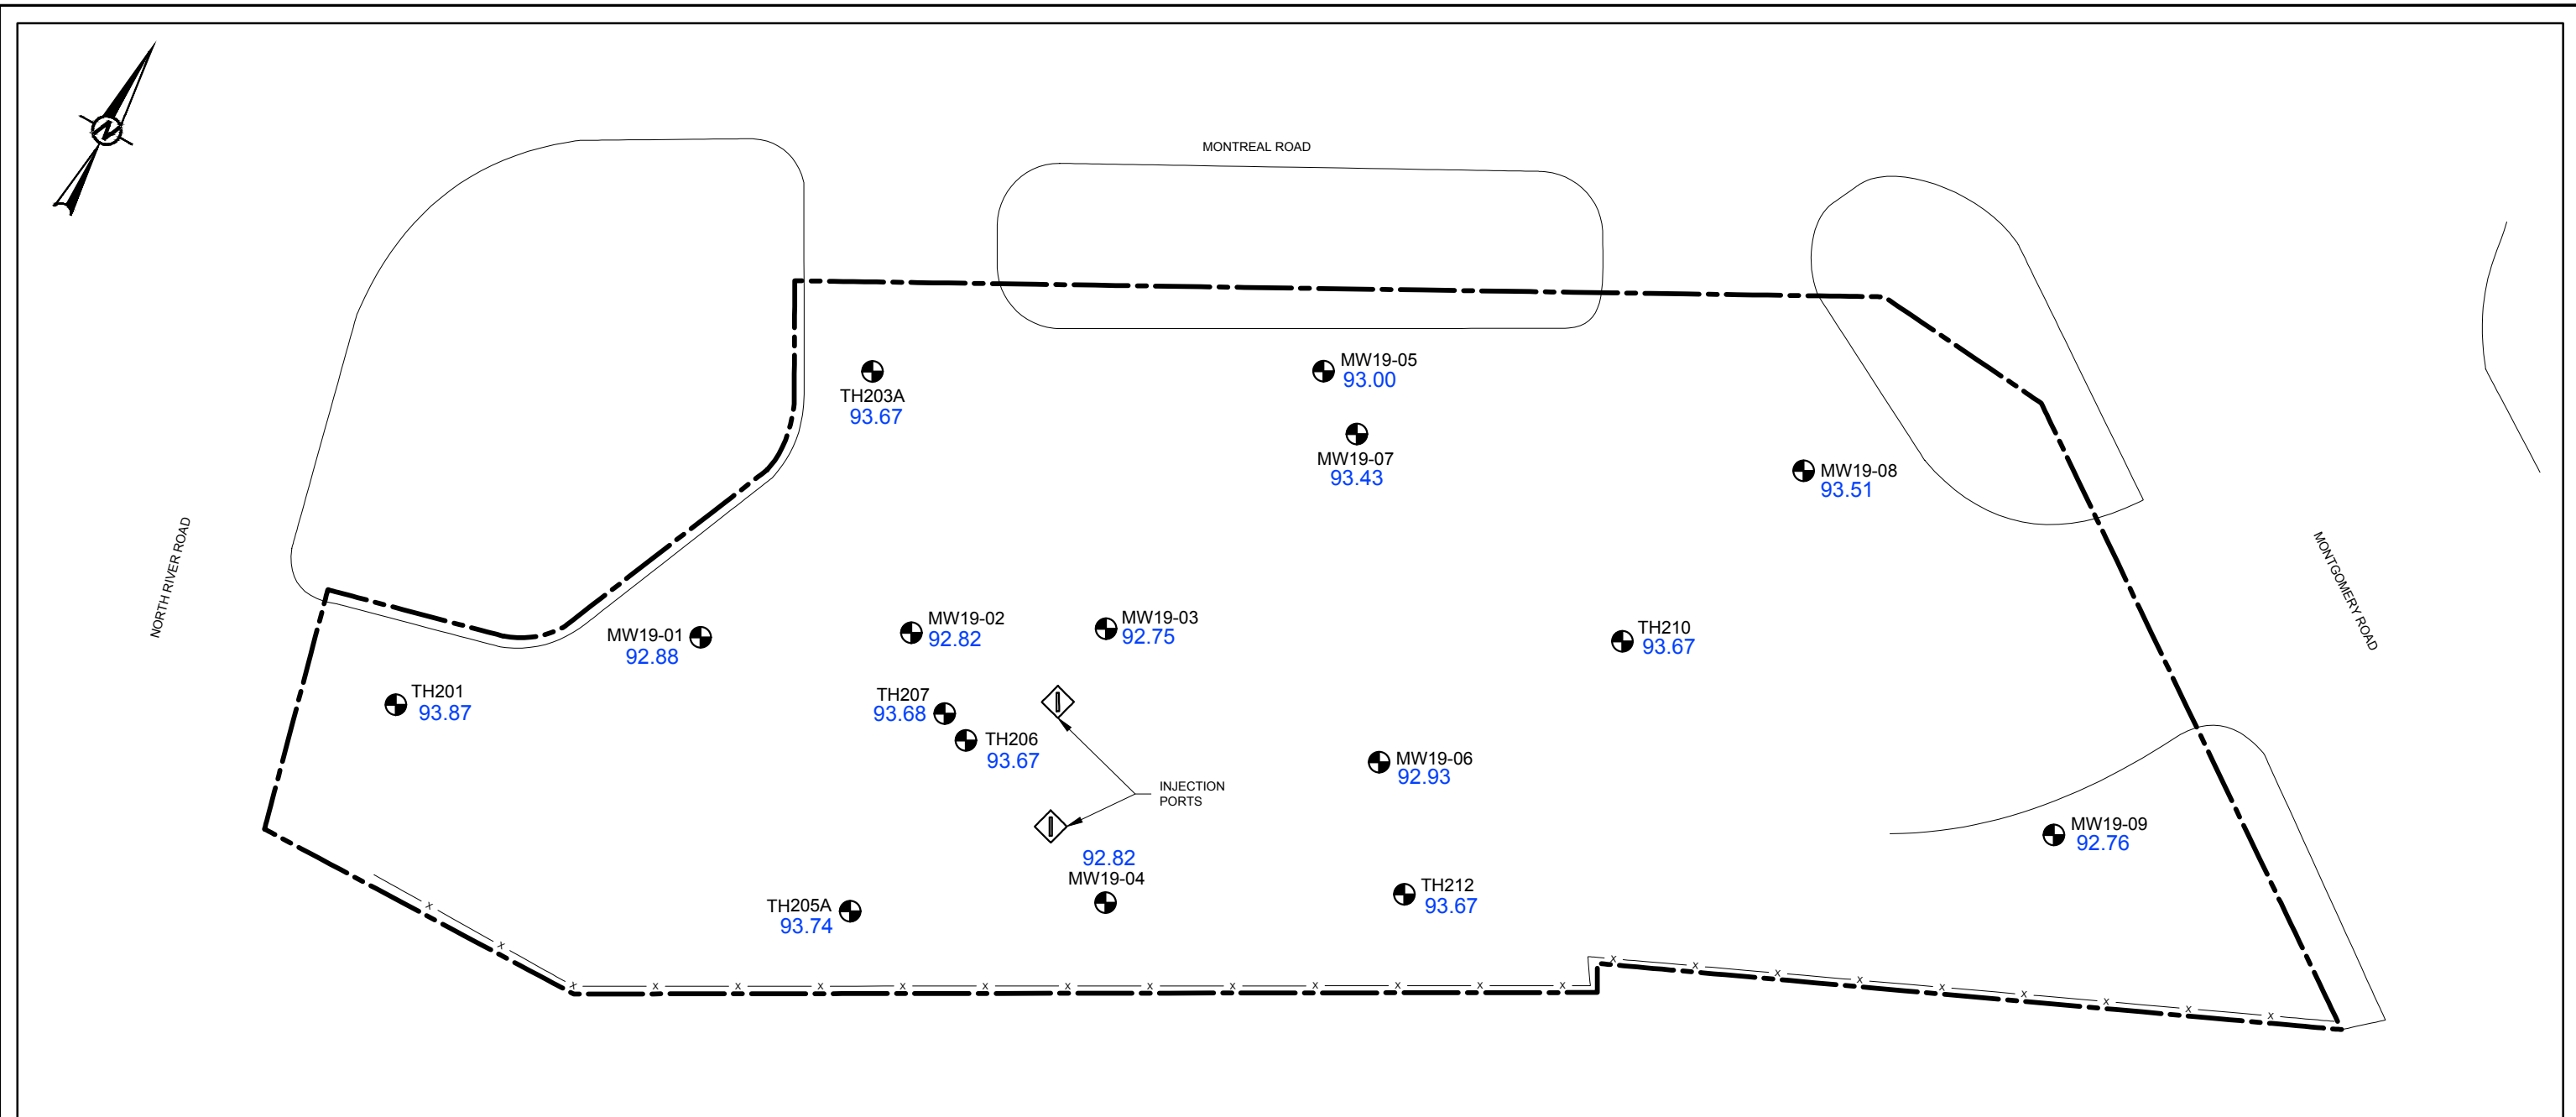 N
MONTREAL ROAD
MW19-05
93.00
TH203A
93.67
MW19-07
93.43
MW19-08
93.51
NORTH RIVER ROAD
MONTGOMERY ROAD
MW19-01
92.88
MW19-02
92.82
MW19-03
92.75
TH210
93.67
TH201
93.87
TH207
93.68
TH206
93.67
MW19-06
92.93
INJECTION
PORTS
MW19-09
92.76
92.82
MW19-04
TH212
93.67
TH205A
93.74
x x x x x x x x x x x x x x x x x x x x x x x x